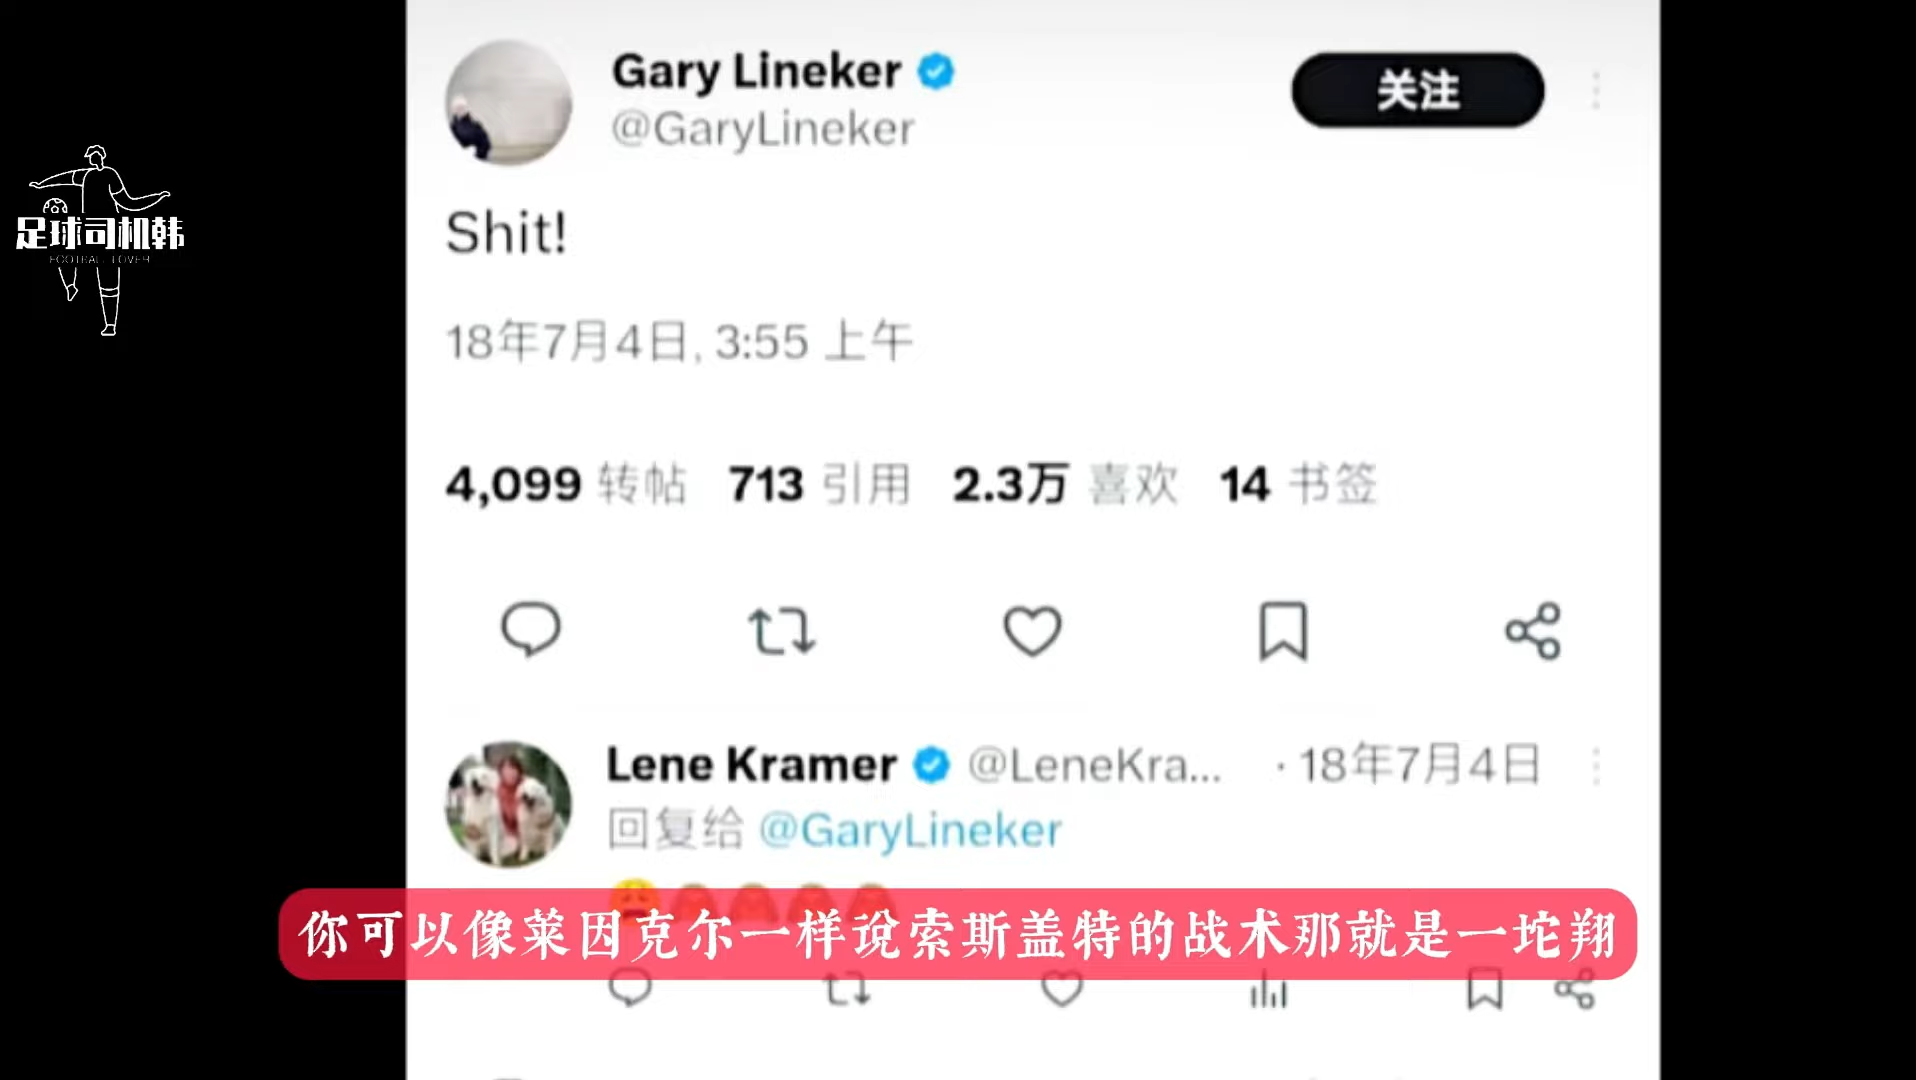 Gary Lineker
@GaryLineker
关注
足球司机韩
FOOTBALL LOVER
Shit!
18年7月4日, 3:55 上午
4,099 转帖 713 引用 2.3万 喜欢 14 书签
Lene Kramer @LeneKra... · 18年7月4日
回复给 @GaryLineker
你可以像莱因克尔一样说索斯盖特的战术那就是一坨翔